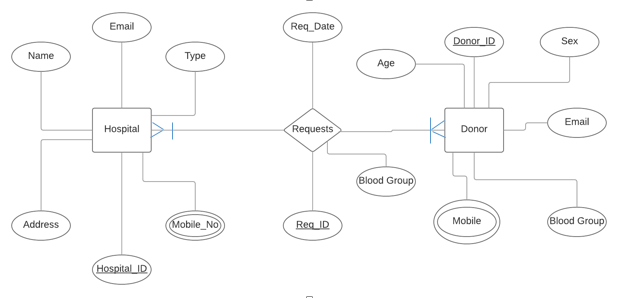 Email
Req_Date
Name
Type
Donor_ID
Sex
Age
Hospital
Requests
Donor
Email
Blood Group
Address
Mobile_No
Req_ID
Mobile
Blood Group
Hospital_ID